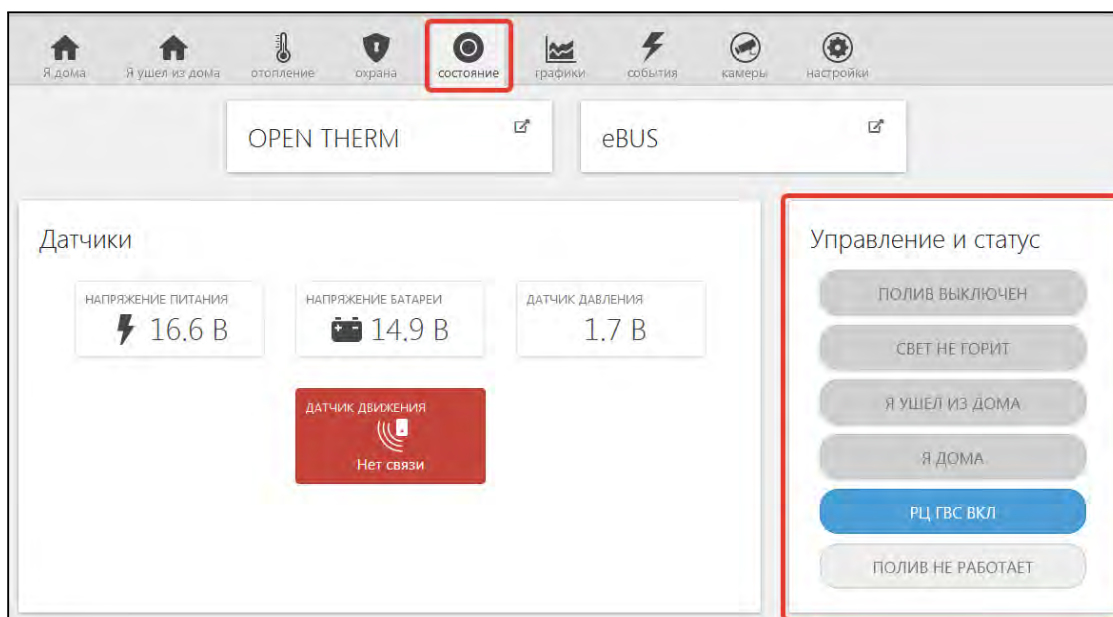 Я дома
Я ушел из дома
отопление
охрана
состояние
графики
события
камеры
настройки
OPEN THERM
eBUS
Датчики
НАПРЯЖЕНИЕ ПИТАНИЯ
16.6 В
НАПРЯЖЕНИЕ БАТАРЕИ
14.9 В
ДАТЧИК ДАВЛЕНИЯ
1.7 В
ДАТЧИК ДВИЖЕНИЯ
Нет связи
Управление и статус
ПОЛИВ ВЫКЛЮЧЕН
СВЕТ НЕ ГОРИТ
Я УШЕЛ ИЗ ДОМА
Я ДОМА
РЦ ГВС ВКЛ
ПОЛИВ НЕ РАБОТАЕТ